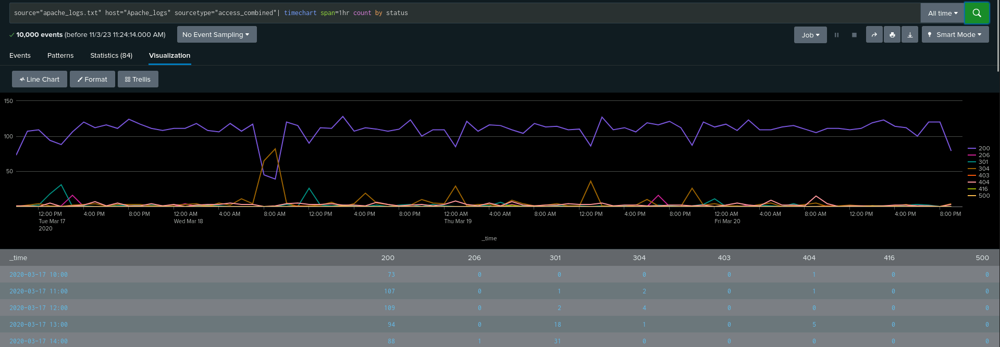 source="apache_logs.txt" host="Apache_logs" sourcetype="access_combined"| timechart span=1hr count by status
All time
10,000 events (before 11/3/23 11:24:14.000 AM)
No Event Sampling
Job
Smart Mode
Events
Patterns
Statistics (84)
Visualization
Line Chart
Format
Trellis
150
100
50
200
206
301
304
403
404
416
500
12:00 PM 4:00 PM 8:00 PM 12:00 AM 4:00 AM 8:00 AM 12:00 PM 4:00 PM 8:00 PM 12:00 AM 4:00 AM 8:00 AM 12:00 PM 4:00 PM 8:00 PM 12:00 AM 4:00 AM 8:00 AM 12:00 PM 4:00 PM 8:00 PM
Tue Mar 17 Wed Mar 18 Thu Mar 19 Fri Mar 20
2020
_time
_time 200 206 301 304 403 404 416 500
2020-03-17 10:00 73 0 0 0 0 1 0 0
2020-03-17 11:00 107 0 1 2 0 1 0 0
2020-03-17 12:00 109 0 2 4 0 0 0 0
2020-03-17 13:00 94 0 18 1 0 5 0 0
2020-03-17 14:00 88 1 31 0 0 0 0 0